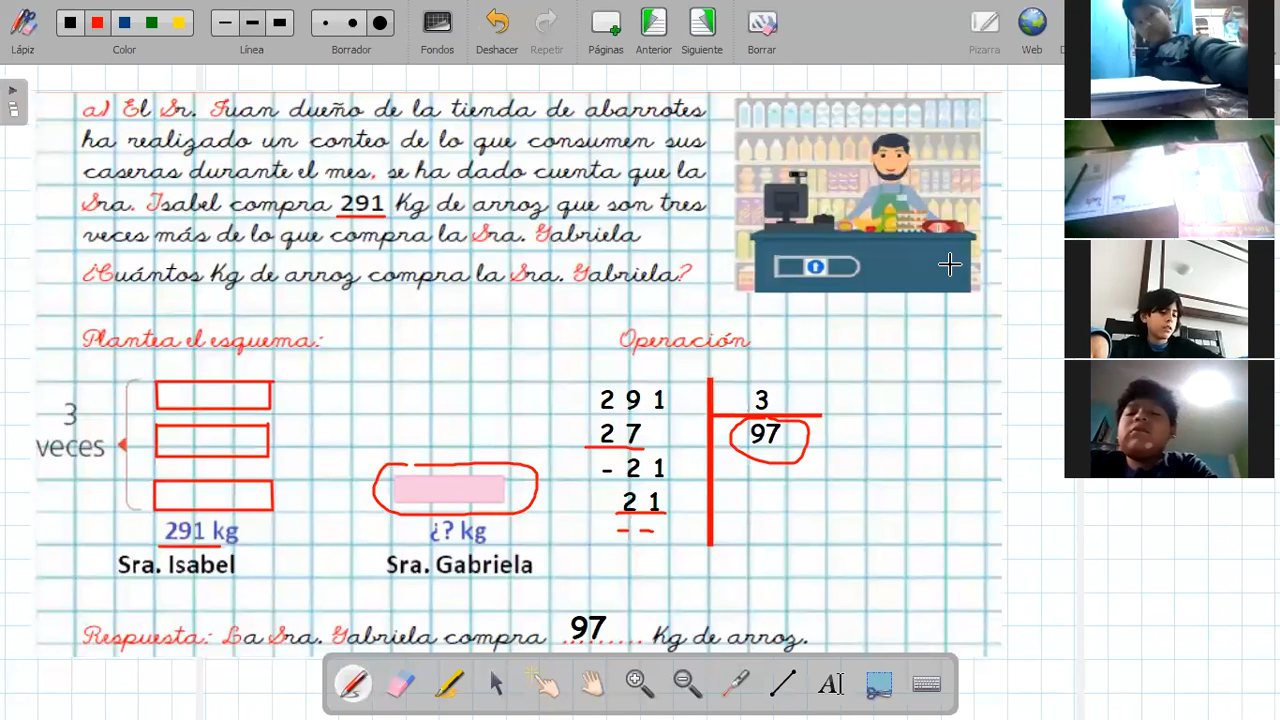 Lápiz
Color
Línea
Borrador
Fondos
Deshacer
Repetir
Páginas
Anterior
Siguiente
Borrar
Pizarra
Web
a) El Sr. Juan dueño de la tienda de abarrotes
ha realizado un conteo de lo que consumen sus
caseras durante el mes, se ha dado cuenta que la
Sra. Isabel compra 291 Kg de arroz que son tres
veces más de lo que compra la Sra. Gabriela
¿Cuántos Kg de arroz compra la Sra. Gabriela?
Plantea el esquema:
Operación
3
veces
291 kg
Sra. Isabel
¿? kg
Sra. Gabriela
2 9 1
3
2 7
97
- 2 1
2 1
- -
Respuesta: La Sra. Gabriela compra 97 Kg de arroz.